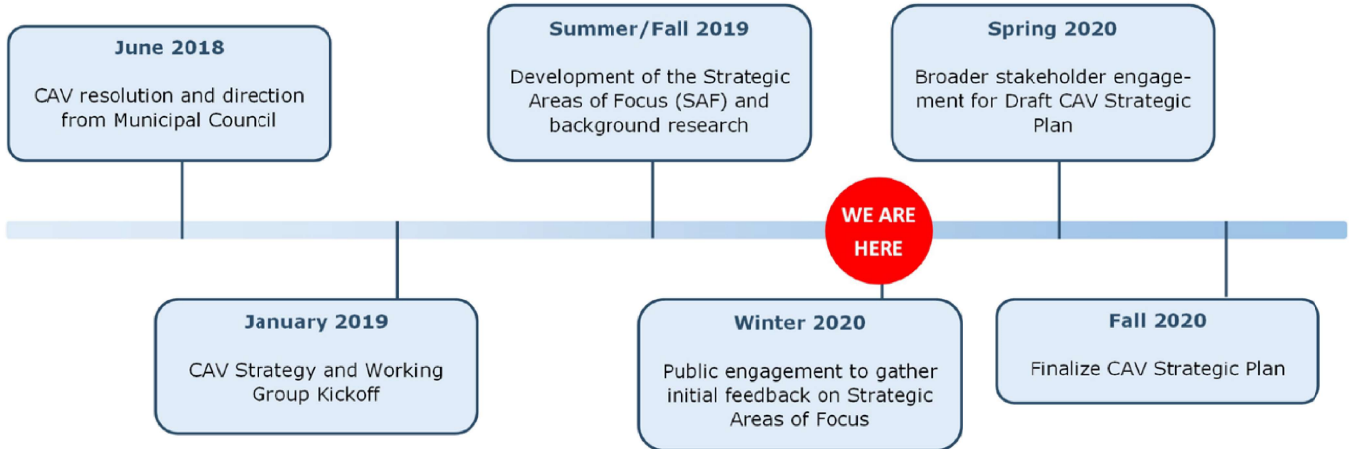 June 2018
CAV resolution and direction
from Municipal Council
January 2019
CAV Strategy and Working
Group Kickoff
Summer/Fall 2019
Development of the Strategic
Areas of Focus (SAF) and
background research
WE ARE
HERE
Winter 2020
Public engagement to gather
initial feedback on Strategic
Areas of Focus
Spring 2020
Broader stakeholder engage-
ment for Draft CAV Strategic
Plan
Fall 2020
Finalize CAV Strategic Plan